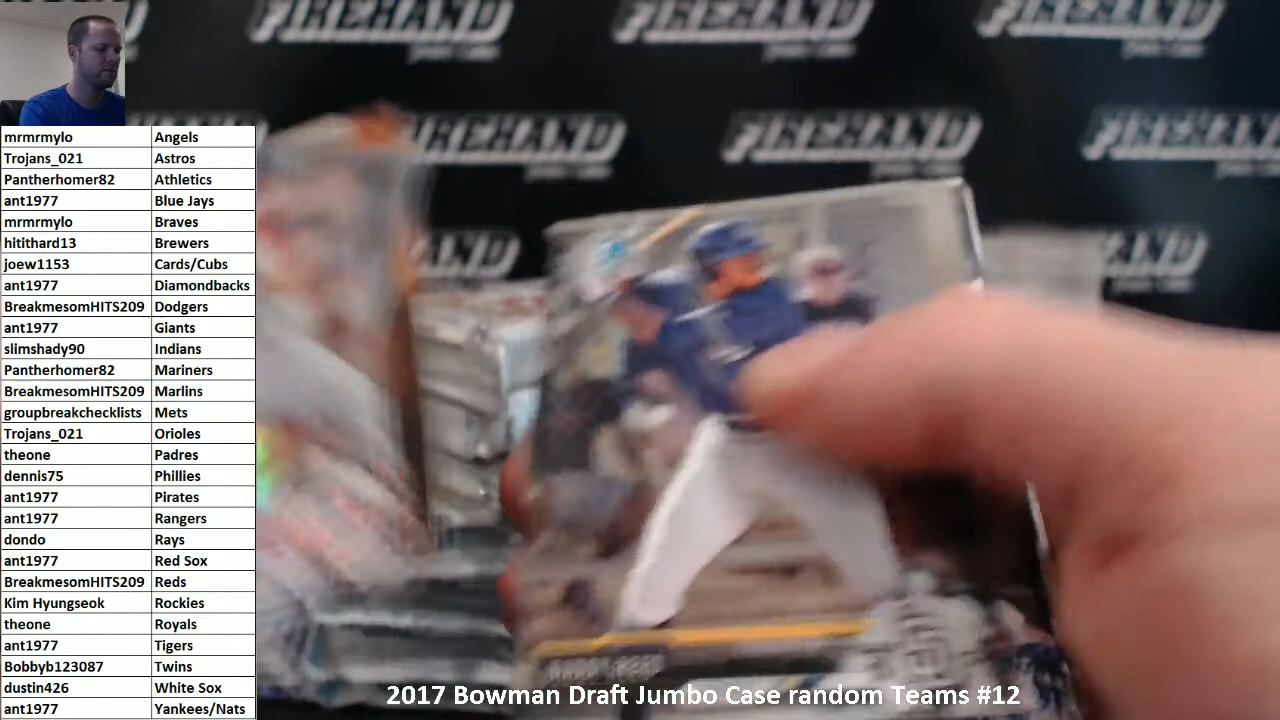 FIREHAND FIREHAND FIREHAND
FIREHAND FIREHAND FIREHAND
mrmrmylo Angels
Trojans_021 Astros
Pantherhomer82 Athletics
ant1977 Blue Jays
mrmrmylo Braves
hitithard13 Brewers
joew1153 Cards/Cubs
ant1977 Diamondbacks
BreakmesomHITS209 Dodgers
ant1977 Giants
slimshady90 Indians
Pantherhomer82 Mariners
BreakmesomHITS209 Marlins
groupbreakchecklists Mets
Trojans_021 Orioles
theone Padres
dennis75 Phillies
ant1977 Pirates
ant1977 Rangers
dondo Rays
ant1977 Red Sox
BreakmesomHITS209 Reds
Kim Hyungseok Rockies
theone Royals
ant1977 Tigers
Bobbyb123087 Twins
dustin426 White Sox
ant1977 Yankees/Nats
2017 Bowman Draft Jumbo Case random Teams #12